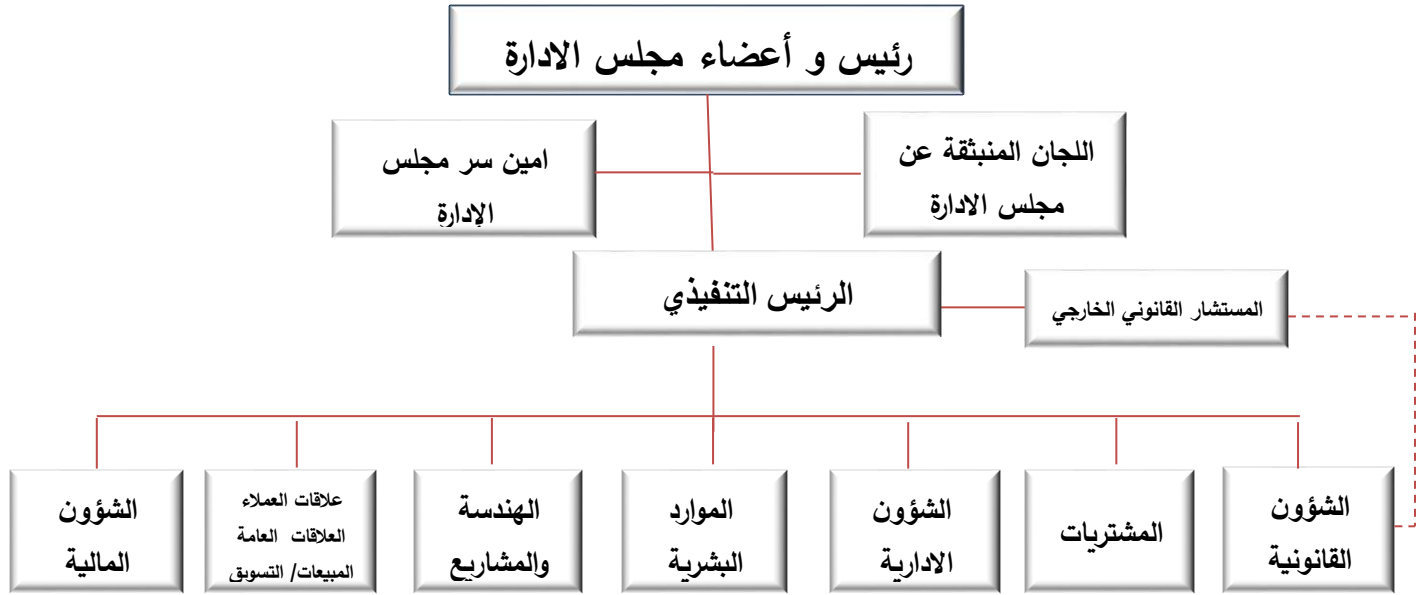 رئيس و أعضاء مجلس الادارة
اللجان المنبثقة عن
مجلس الادارة
امين سر مجلس
الإدارة
الرئيس التنفيذي
المستشار القانوني الخارجي
الشؤون
القانونية
المشتريات
الشؤون
الادارية
الموارد
البشرية
الهندسة
والمشاريع
علاقات العملاء
العلاقات العامة
المبيعات/ التسويق
الشؤون
المالية